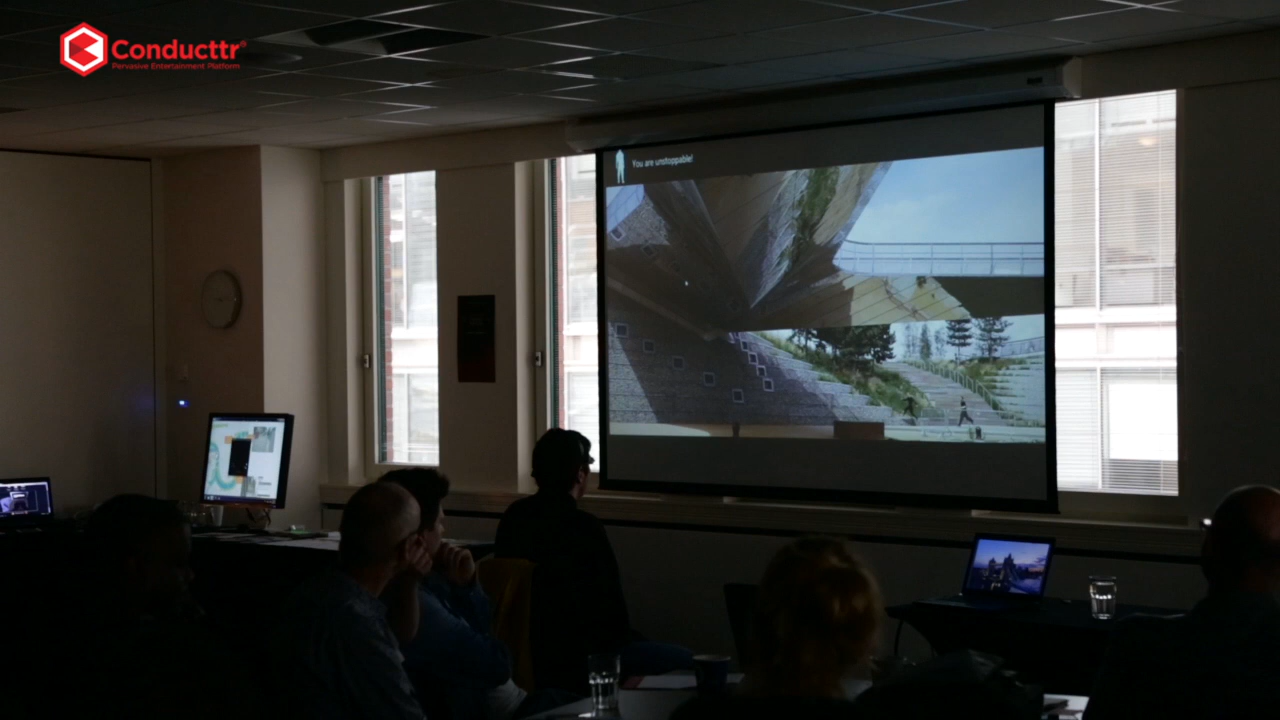 Conducttr®
Pervasive Entertainment Platform
You are unstoppable!